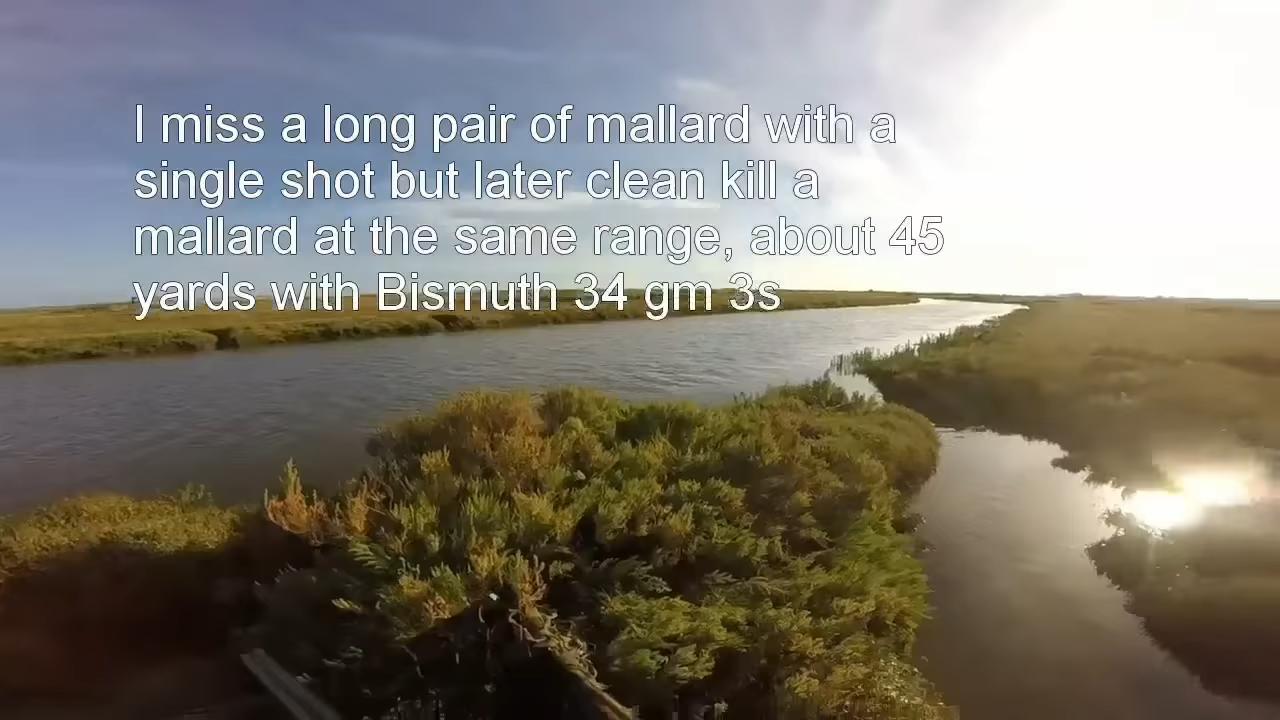 I miss a long pair of mallard with a
single shot but later clean kill a
mallard at the same range, about 45
yards with Bismuth 34 gm 3s